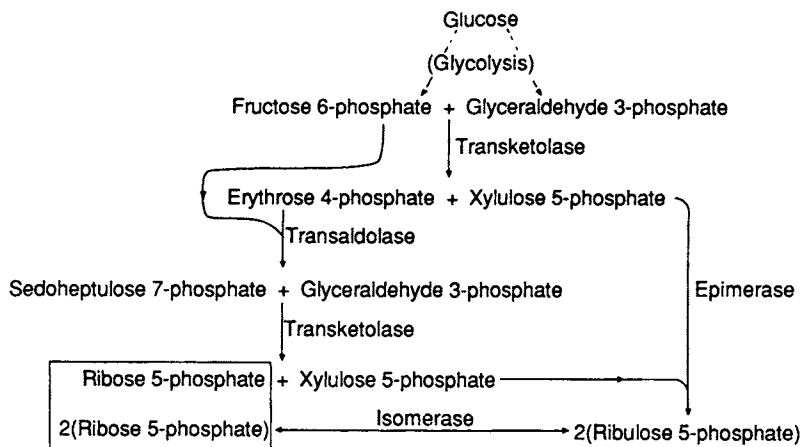 Glucose
(Glycolysis)
Fructose 6-phosphate + Glyceraldehyde 3-phosphate
Transketolase
Erythrose 4-phosphate + Xylulose 5-phosphate
Transaldolase
Sedoheptulose 7-phosphate + Glyceraldehyde 3-phosphate
Epimerase
Transketolase
Ribose 5-phosphate + Xylulose 5-phosphate
Isomerase
2(Ribose 5-phosphate) 2(Ribulose 5-phosphate)